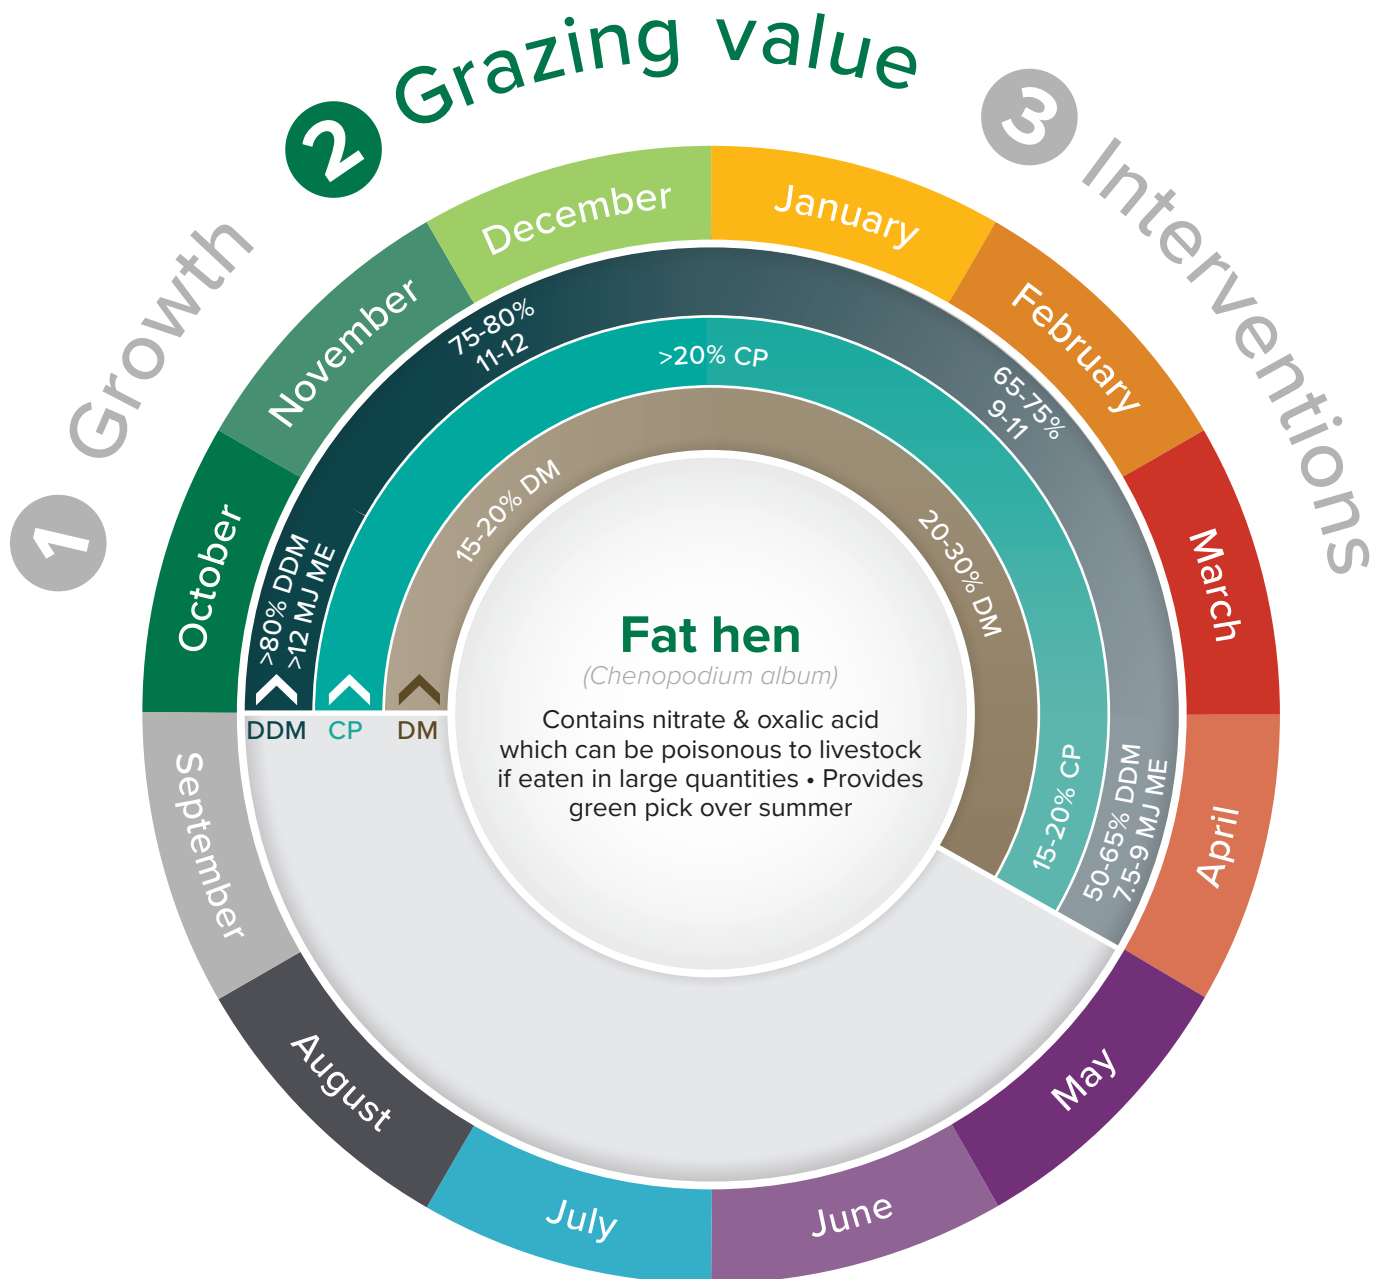 1 Growth
2 Grazing value
3 Interventions
January
February
March
April
May
June
July
August
September
October
November
December
>80% DDM
>12 MJ ME
75-80%
11-12
65-75%
9-11
50-65% DDM
7.5-9 MJ ME
>20% CP
15-20% CP
15-20% DM
20-30% DM
DDM
CP
DM
Fat hen
(Chenopodium album)
Contains nitrate & oxalic acid
which can be poisonous to livestock
if eaten in large quantities • Provides
green pick over summer